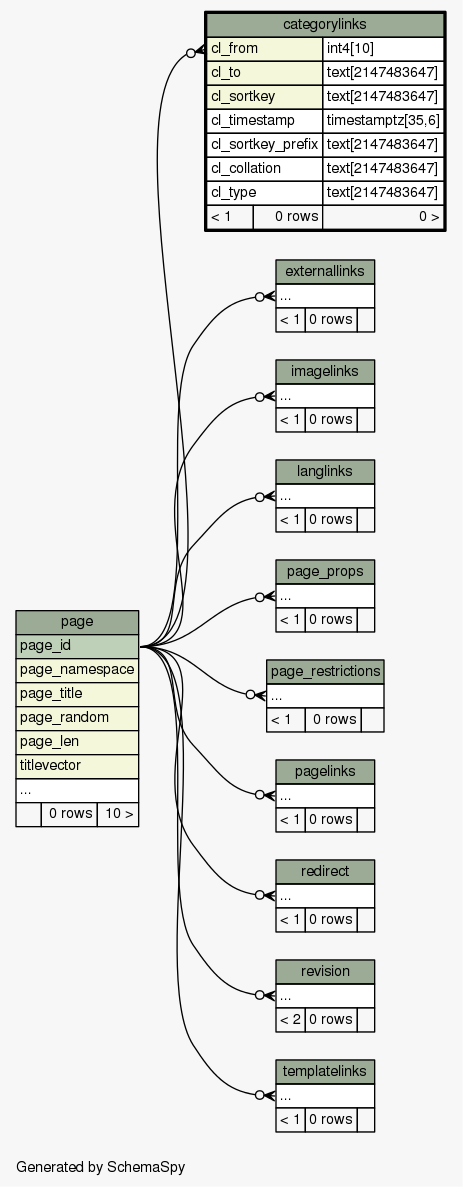 categorylinks
cl_from int4[10]
cl_to text[2147483647]
cl_sortkey text[2147483647]
cl_timestamp timestamptz[35,6]
cl_sortkey_prefix text[2147483647]
cl_collation text[2147483647]
cl_type text[2147483647]
< 1 0 rows 0 >
externallinks
...
< 1 0 rows
imagelinks
...
< 1 0 rows
langlinks
...
< 1 0 rows
page_props
...
< 1 0 rows
page
page_id
page_namespace
page_title
page_random
page_len
titlevector
...
0 rows 10 >
page_restrictions
...
< 1 0 rows
pagelinks
...
< 1 0 rows
redirect
...
< 1 0 rows
revision
...
< 2 0 rows
templatelinks
...
< 1 0 rows
Generated by SchemaSpy